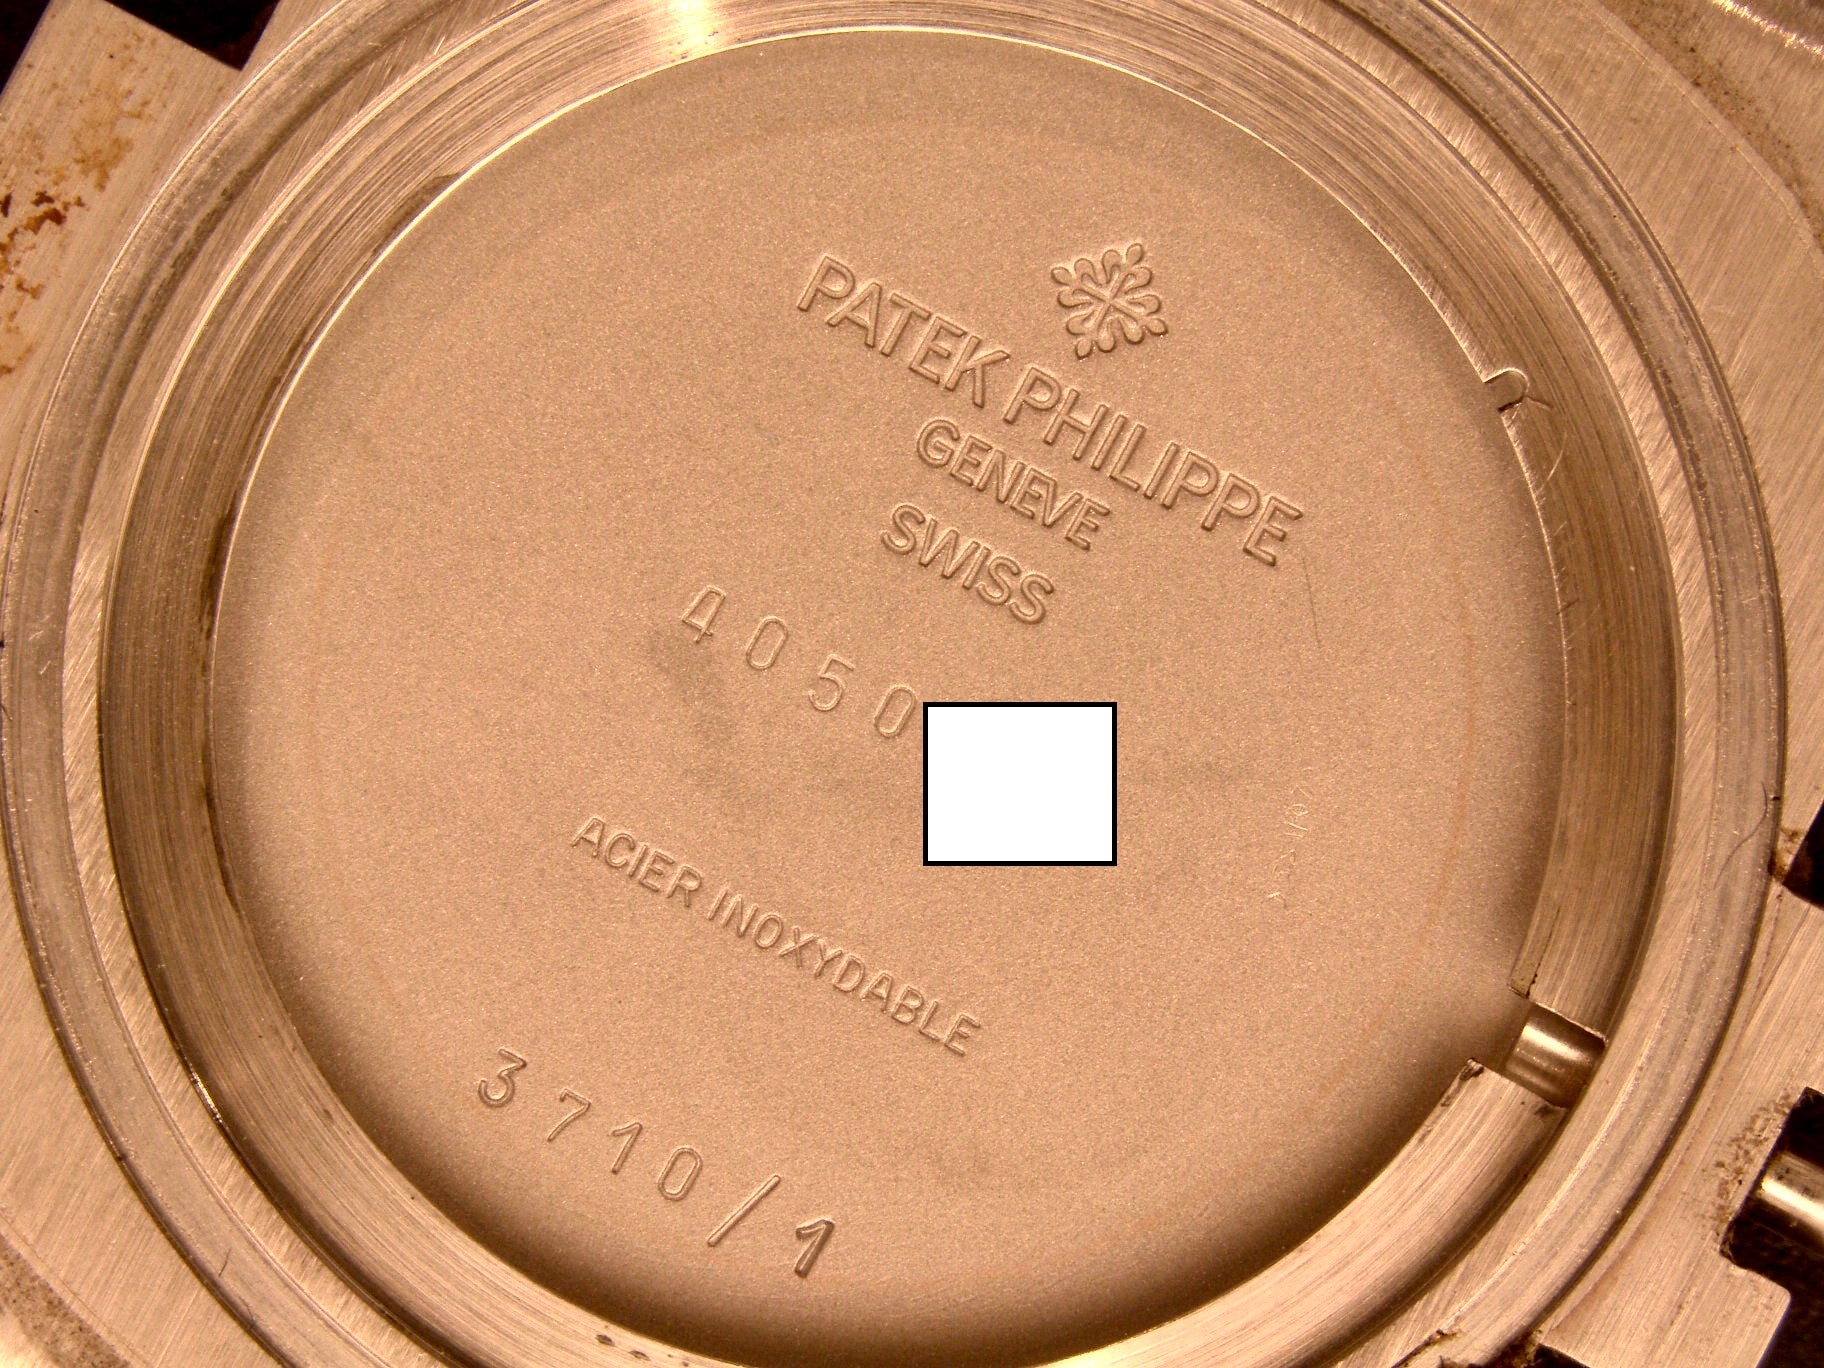 PATEK PHILIPPE
GENEVE
SWISS
4050
ACIER INOXYDABLE
3710/1